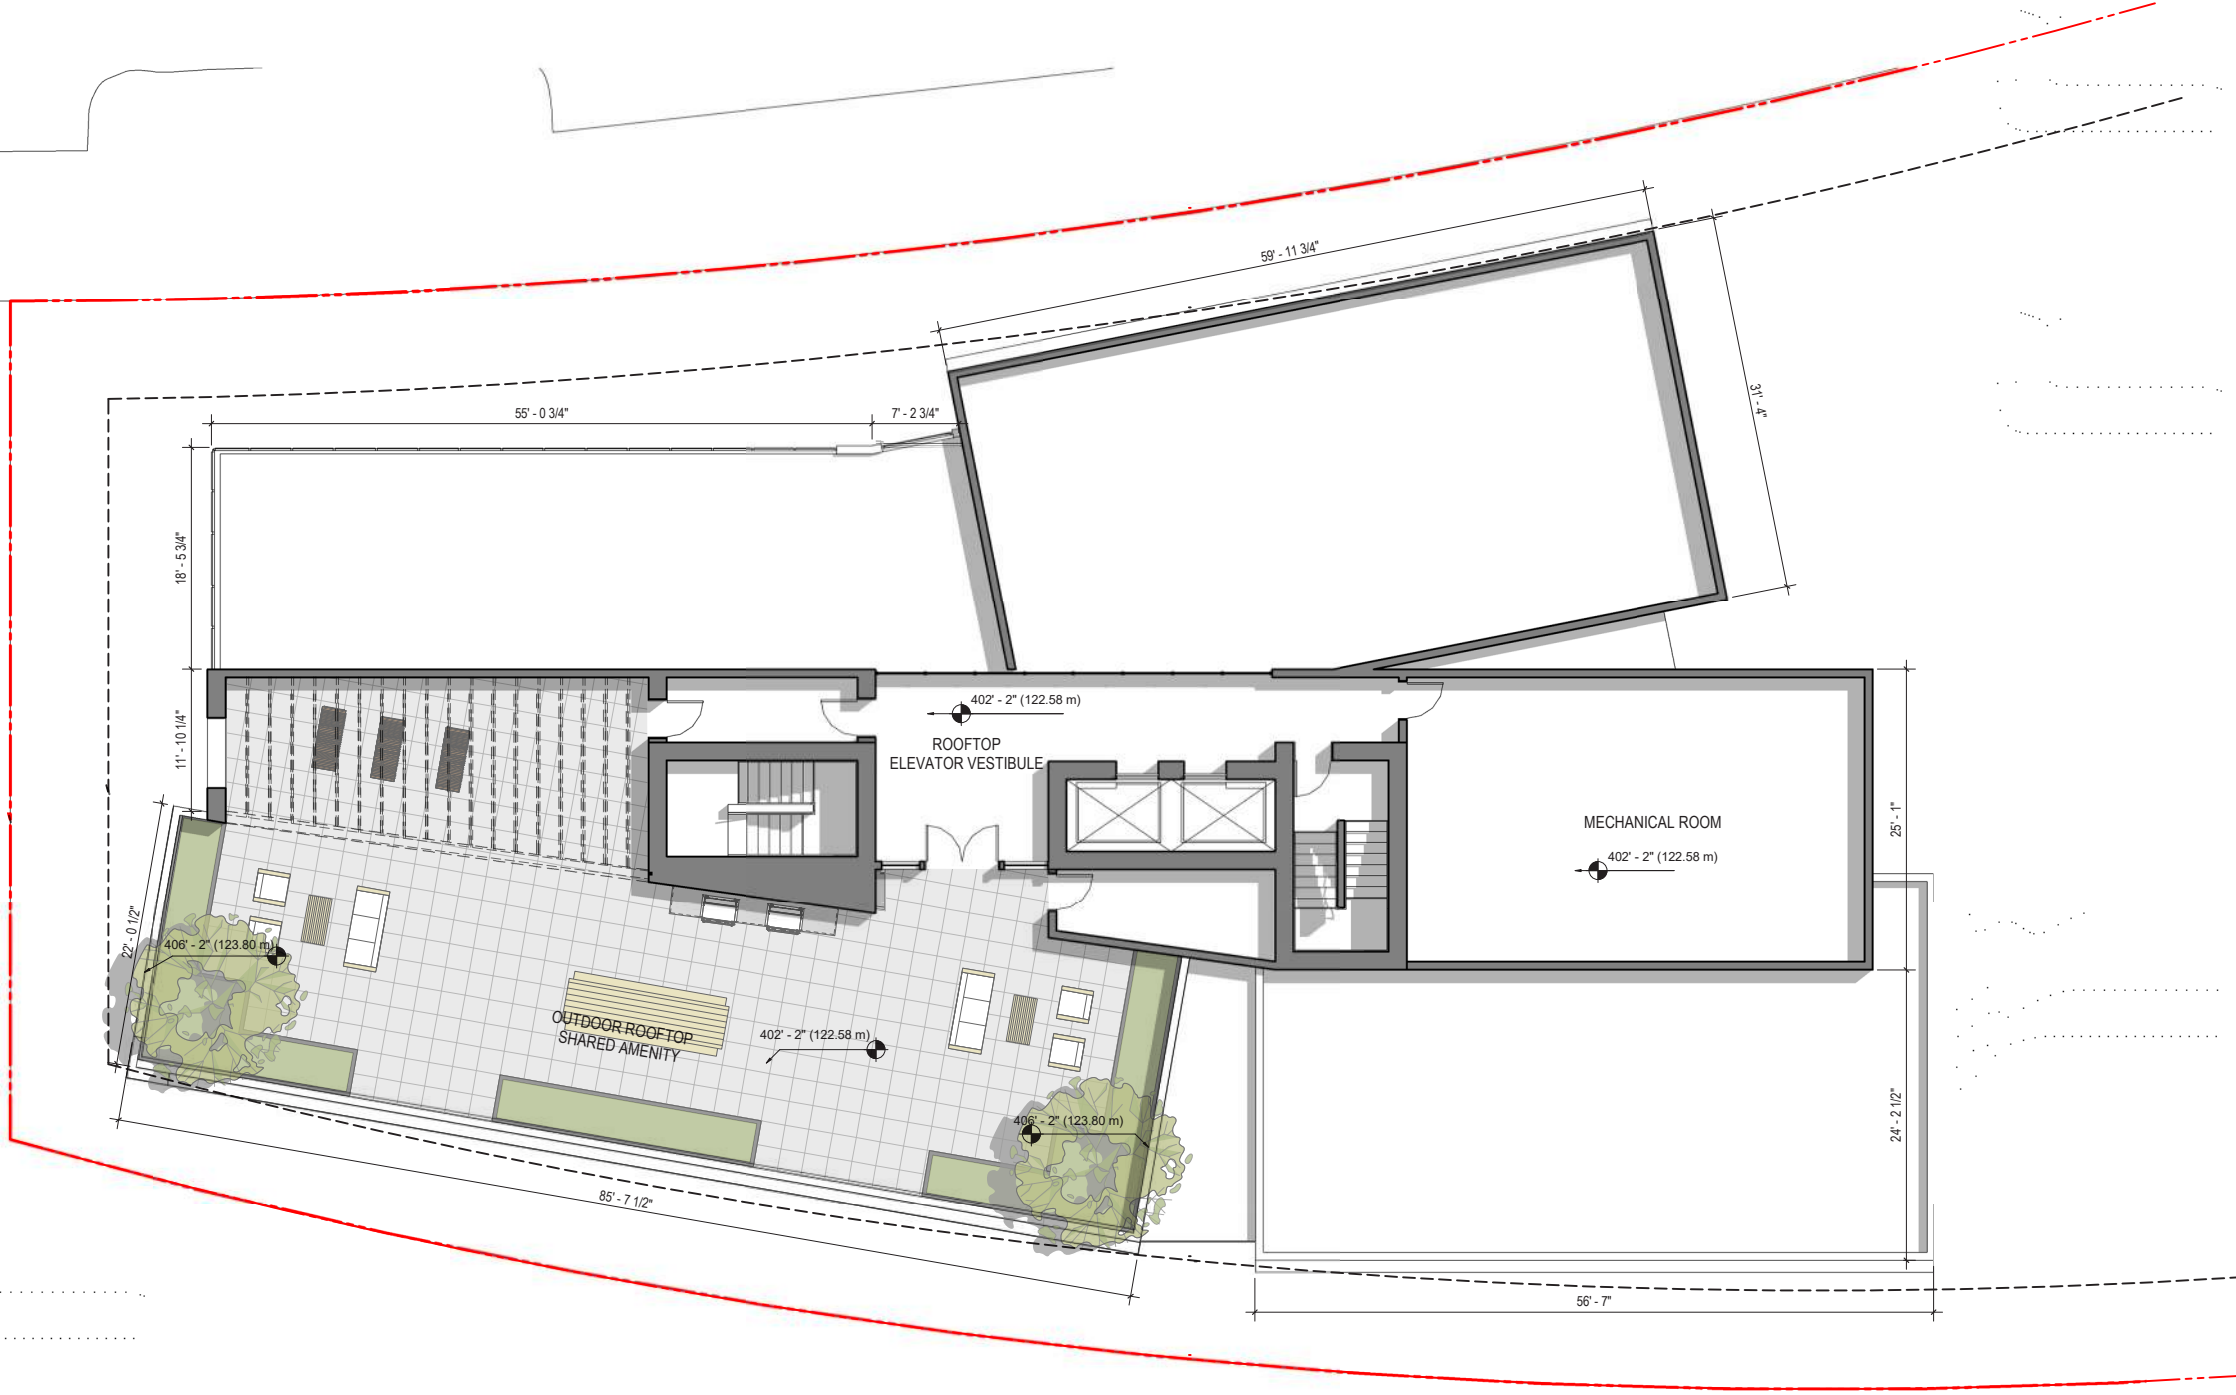 59' - 11 3/4"
31' - 4"
55' - 0 3/4"
7' - 2 3/4"
18' - 5 3/4"
11' - 10 1/4"
402' - 2" (122.58 m)
ROOFTOP
ELEVATOR VESTIBULE
MECHANICAL ROOM
402' - 2" (122.58 m)
25' - 1"
22' - 0 1/2"
406' - 2" (123.80 m)
OUTDOOR ROOFTOP
SHARED AMENITY
402' - 2" (122.58 m)
406' - 2" (123.80 m)
24' - 2 1/2"
85' - 7 1/2"
56' - 7"